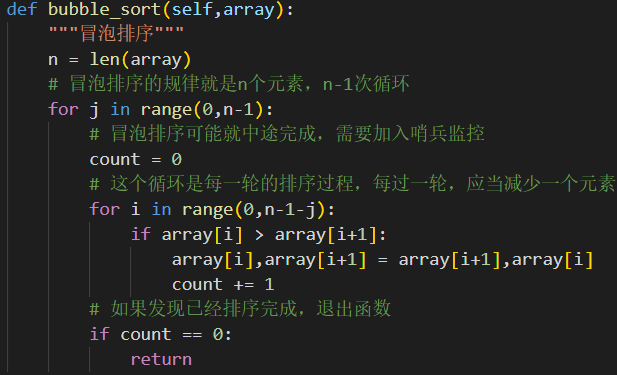 def bubble_sort(self,array):
    """冒泡排序"""
    n = len(array)
    # 冒泡排序的规律就是n个元素，n-1次循环
    for j in range(0,n-1):
        # 冒泡排序可能就中途完成，需要加入哨兵监控
        count = 0
        # 这个循环是每一轮的排序过程，每过一轮，应当减少一个元素
        for i in range(0,n-1-j):
            if array[i] > array[i+1]:
                array[i],array[i+1] = array[i+1],array[i]
                count += 1
        # 如果发现已经排序完成，退出函数
        if count == 0:
            return